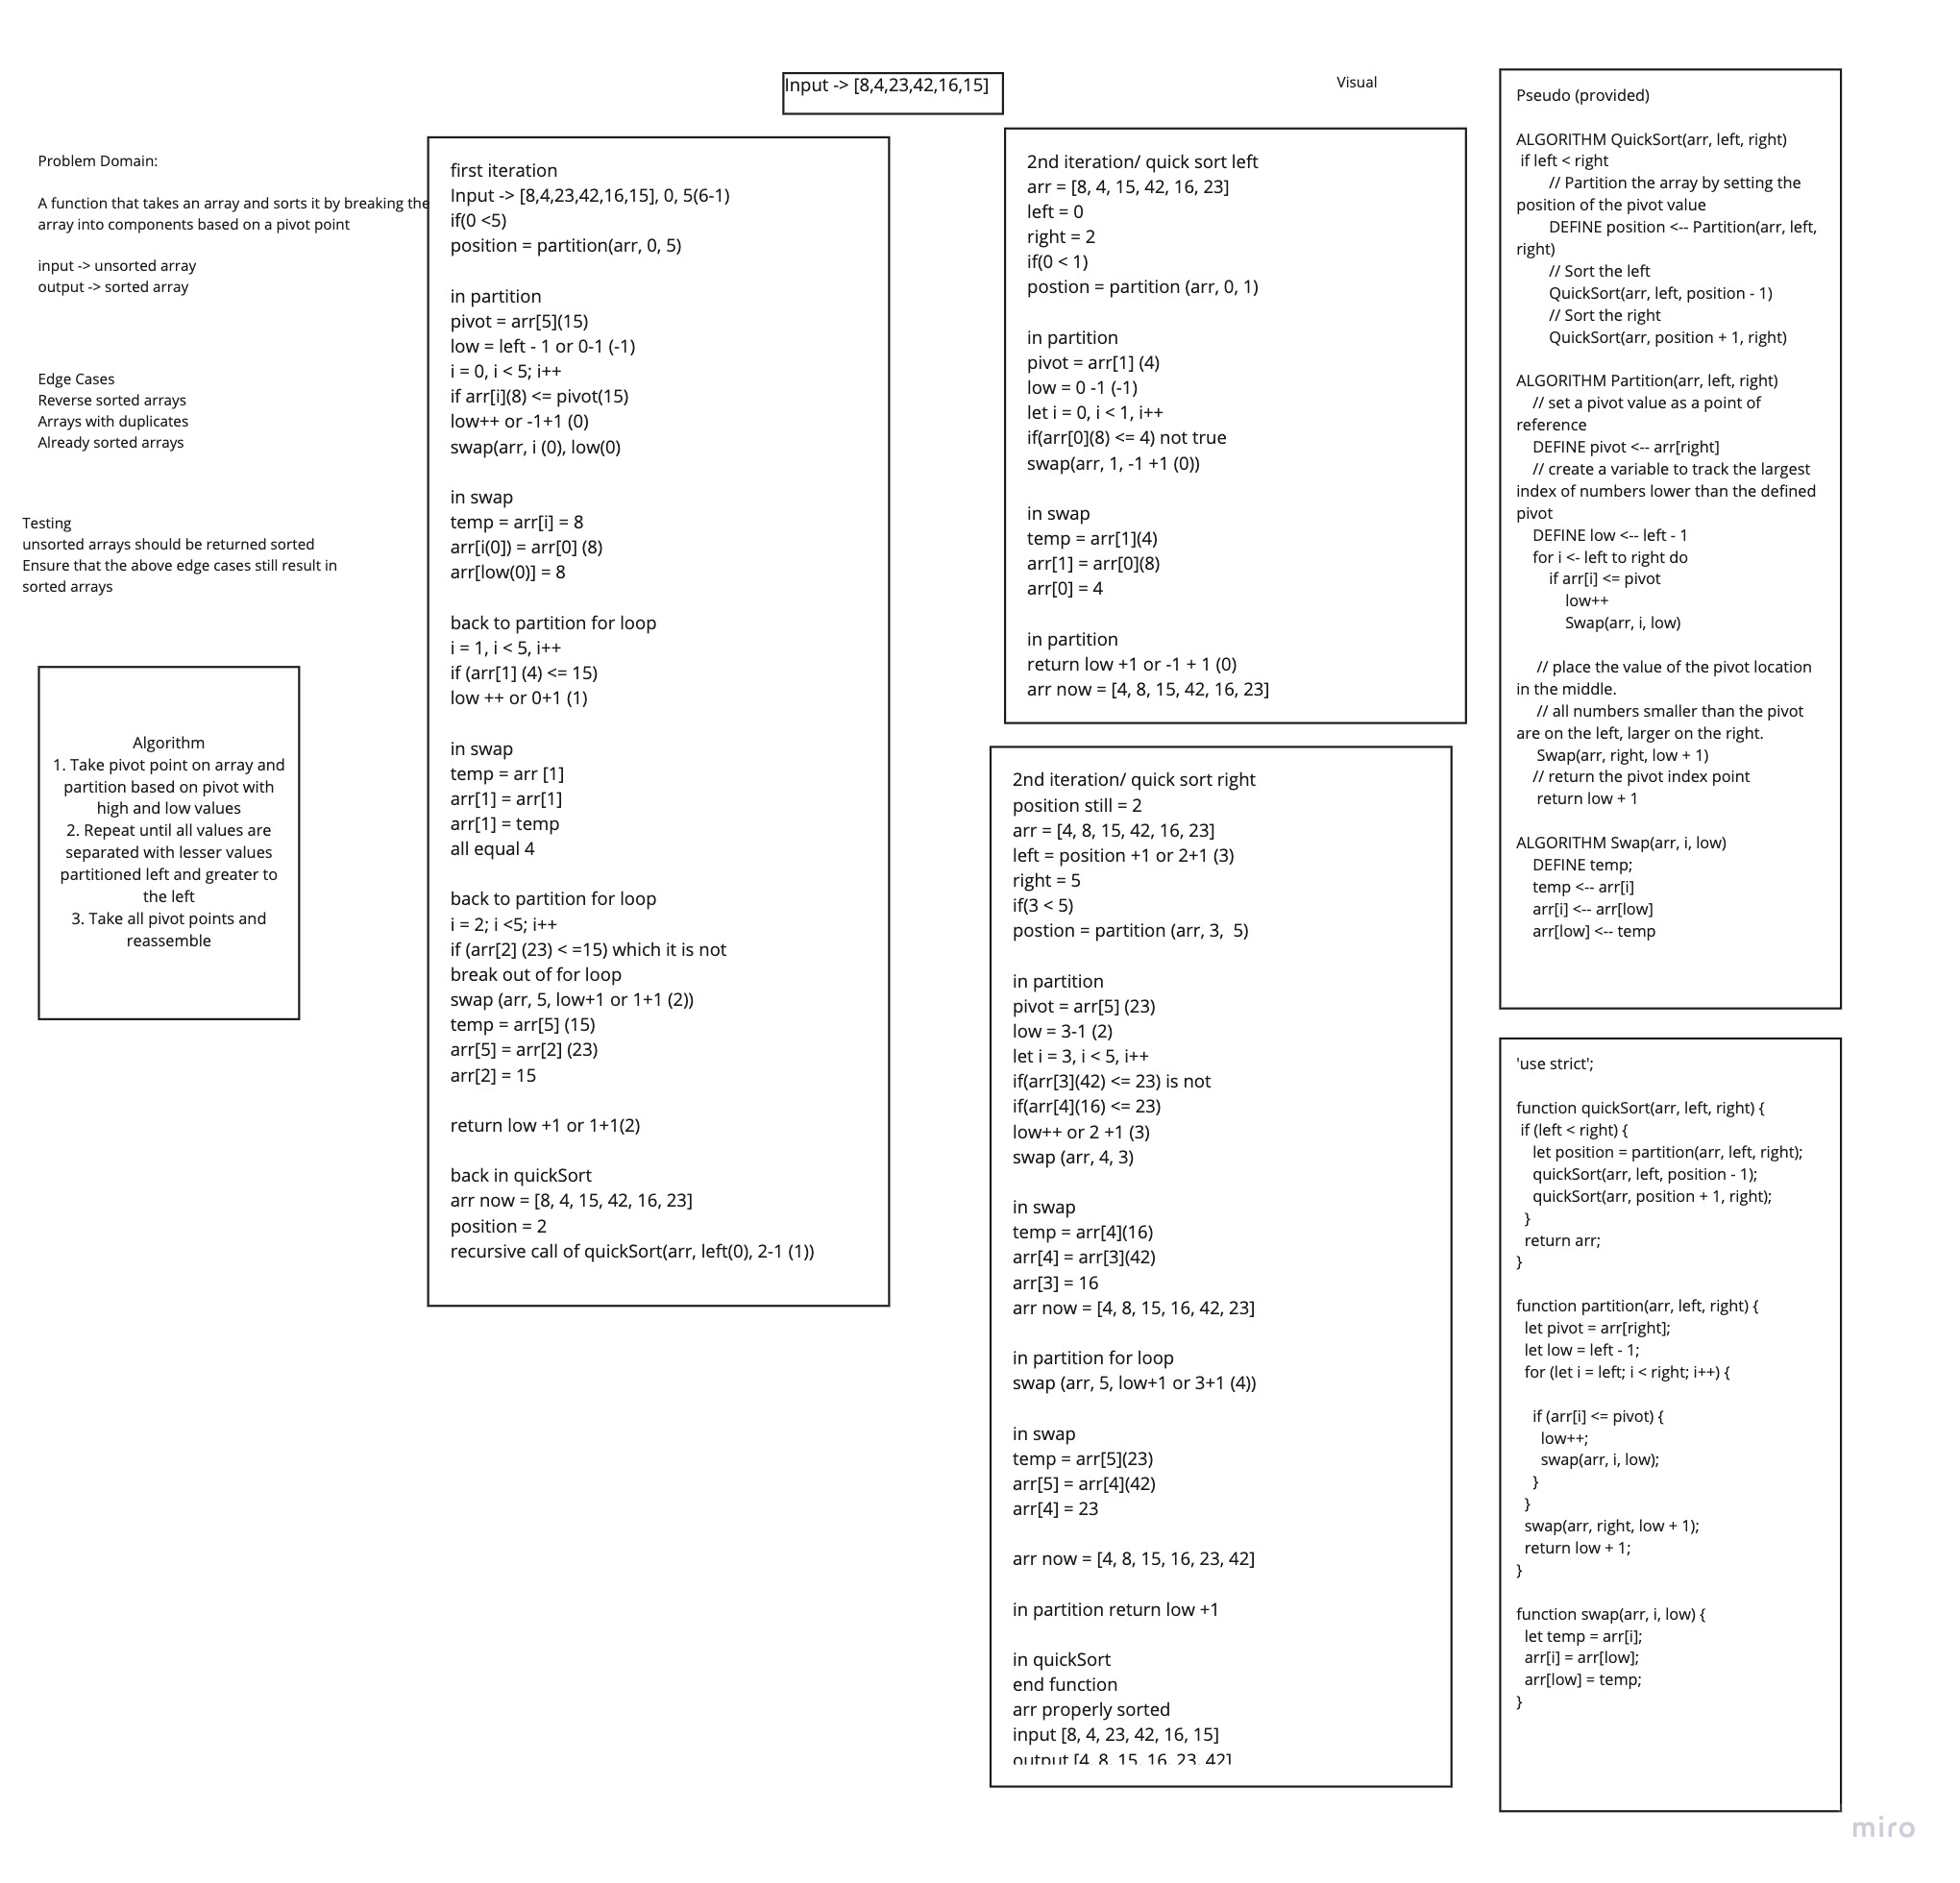 Input -> [8,4,23,42,16,15]
Visual
Problem Domain:
A function that takes an array and sorts it by breaking the
array into components based on a pivot point
input -> unsorted array
output -> sorted array
Edge Cases
Reverse sorted arrays
Arrays with duplicates
Already sorted arrays
Testing
unsorted arrays should be returned sorted
Ensure that the above edge cases still result in
sorted arrays
Algorithm
1. Take pivot point on array and
partition based on pivot with
high and low values
2. Repeat until all values are
separated with lesser values
partitioned left and greater to
the left
3. Take all pivot points and
reassemble
first iteration
Input -> [8,4,23,42,16,15], 0, 5(6-1)
if(0 <5)
position = partition(arr, 0, 5)
in partition
pivot = arr[5](15)
low = left - 1 or 0-1 (-1)
i = 0, i < 5; i++
if arr[i](8) <= pivot(15)
low++ or -1+1 (0)
swap(arr, i (0), low(0)
in swap
temp = arr[i] = 8
arr[i(0]) = arr[0] (8)
arr[low(0)] = 8
back to partition for loop
i = 1, i < 5, i++
if (arr[1] (4) <= 15)
low ++ or 0+1 (1)
in swap
temp = arr [1]
arr[1] = arr[1]
arr[1] = temp
all equal 4
back to partition for loop
i = 2; i <5; i++
if (arr[2] (23) < =15) which it is not
break out of for loop
swap (arr, 5, low+1 or 1+1 (2))
temp = arr[5] (15)
arr[5] = arr[2] (23)
arr[2] = 15
return low +1 or 1+1(2)
back in quickSort
arr now = [8, 4, 15, 42, 16, 23]
position = 2
recursive call of quickSort(arr, left(0), 2-1 (1))
2nd iteration/ quick sort left
arr = [8, 4, 15, 42, 16, 23]
left = 0
right = 2
if(0 < 1)
postion = partition (arr, 0, 1)
in partition
pivot = arr[1] (4)
low = 0 -1 (-1)
let i = 0, i < 1, i++
if(arr[0](8) <= 4) not true
swap(arr, 1, -1 +1 (0))
in swap
temp = arr[1](4)
arr[1] = arr[0](8)
arr[0] = 4
in partition
return low +1 or -1 + 1 (0)
arr now = [4, 8, 15, 42, 16, 23]
2nd iteration/ quick sort right
position still = 2
arr = [4, 8, 15, 42, 16, 23]
left = position +1 or 2+1 (3)
right = 5
if(3 < 5)
postion = partition (arr, 3,  5)
in partition
pivot = arr[5] (23)
low = 3-1 (2)
let i = 3, i < 5, i++
if(arr[3](42) <= 23) is not
if(arr[4](16) <= 23)
low++ or 2 +1 (3)
swap (arr, 4, 3)
in swap
temp = arr[4](16)
arr[4] = arr[3](42)
arr[3] = 16
arr now = [4, 8, 15, 16, 42, 23]
in partition for loop
swap (arr, 5, low+1 or 3+1 (4))
in swap
temp = arr[5](23)
arr[5] = arr[4](42)
arr[4] = 23
arr now = [4, 8, 15, 16, 23, 42]
in partition return low +1
in quickSort
end function
arr properly sorted
input [8, 4, 23, 42, 16, 15]
output [4, 8, 15, 16, 23, 42]
Pseudo (provided)
ALGORITHM QuickSort(arr, left, right)
if left < right
// Partition the array by setting the
position of the pivot value
DEFINE position <-- Partition(arr, left,
right)
// Sort the left
QuickSort(arr, left, position - 1)
// Sort the right
QuickSort(arr, position + 1, right)
ALGORITHM Partition(arr, left, right)
// set a pivot value as a point of
reference
DEFINE pivot <-- arr[right]
// create a variable to track the largest
index of numbers lower than the defined
pivot
DEFINE low <-- left - 1
for i <- left to right do
if arr[i] <= pivot
low++
Swap(arr, i, low)
// place the value of the pivot location
in the middle.
// all numbers smaller than the pivot
are on the left, larger on the right.
Swap(arr, right, low + 1)
// return the pivot index point
return low + 1
ALGORITHM Swap(arr, i, low)
DEFINE temp;
temp <-- arr[i]
arr[i] <-- arr[low]
arr[low] <-- temp
'use strict';
function quickSort(arr, left, right) {
if (left < right) {
let position = partition(arr, left, right);
quickSort(arr, left, position - 1);
quickSort(arr, position + 1, right);
}
return arr;
}
function partition(arr, left, right) {
let pivot = arr[right];
let low = left - 1;
for (let i = left; i < right; i++) {
if (arr[i] <= pivot) {
low++;
swap(arr, i, low);
}
}
swap(arr, right, low + 1);
return low + 1;
}
function swap(arr, i, low) {
let temp = arr[i];
arr[i] = arr[low];
arr[low] = temp;
}
miro